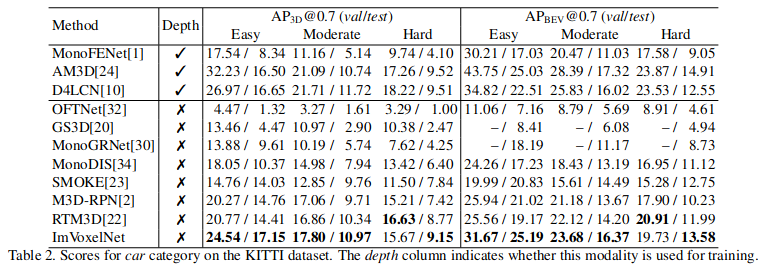 Method Depth AP3D@0.7 (val/test) APBEV@0.7 (val/test)
Easy Moderate Hard Easy Moderate Hard
MonoFENet[1] ✓ 17.54 / 8.34 11.16 / 5.14 9.74 / 4.10 30.21 / 17.03 20.47 / 11.03 17.58 / 9.05
AM3D[24] ✓ 32.23 / 16.50 21.09 / 10.74 17.26 / 9.52 43.75 / 25.03 28.39 / 17.32 23.87 / 14.91
D4LCN[10] ✓ 26.97 / 16.65 21.71 / 11.72 18.22 / 9.51 34.82 / 22.51 25.83 / 16.02 23.53 / 12.55
OFTNet[32] ✗ 4.47 / 1.32 3.27 / 1.61 3.29 / 1.00 11.06 / 7.16 8.79 / 5.69 8.91 / 4.61
GS3D[20] ✗ 13.46 / 4.47 10.97 / 2.90 10.38 / 2.47 – / 8.41 – / 6.08 – / 4.94
MonoGRNet[30] ✗ 13.88 / 9.61 10.19 / 5.74 7.62 / 4.25 – / 18.19 – / 11.17 – / 8.73
MonoDIS[34] ✗ 18.05 / 10.37 14.98 / 7.94 13.42 / 6.40 24.26 / 17.23 18.43 / 13.19 16.95 / 11.12
SMOKE[23] ✗ 14.76 / 14.03 12.85 / 9.76 11.50 / 7.84 19.99 / 20.83 15.61 / 14.49 15.28 / 12.75
M3D-RPN[2] ✗ 20.27 / 14.76 17.06 / 9.71 15.21 / 7.42 25.94 / 21.02 21.18 / 13.67 17.90 / 10.23
RTM3D[22] ✗ 20.77 / 14.41 16.86 / 10.34 16.63 / 8.77 25.56 / 19.17 22.12 / 14.20 20.91 / 11.99
ImVoxelNet ✗ 24.54 / 17.15 17.80 / 10.97 15.67 / 9.15 31.67 / 25.19 23.68 / 16.37 19.73 / 13.58
Table 2. Scores for car category on the KITTI dataset. The depth column indicates whether this modality is used for training.